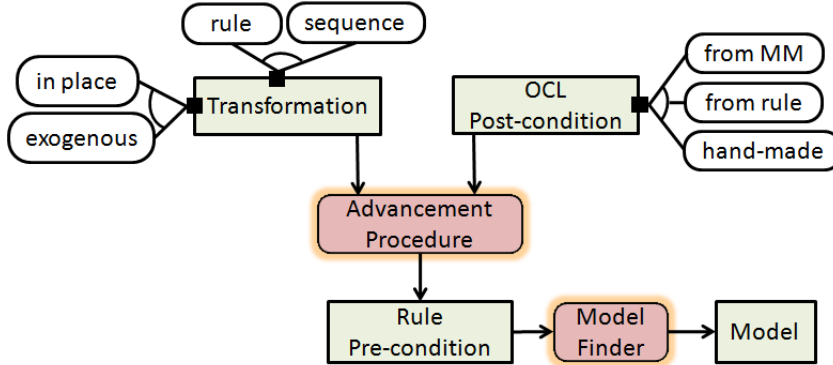 rule
sequence
in place
exogenous
Transformation
OCL
Post-condition
from MM
from rule
hand-made
Advancement
Procedure
Rule
Pre-condition
Model
Finder
Model